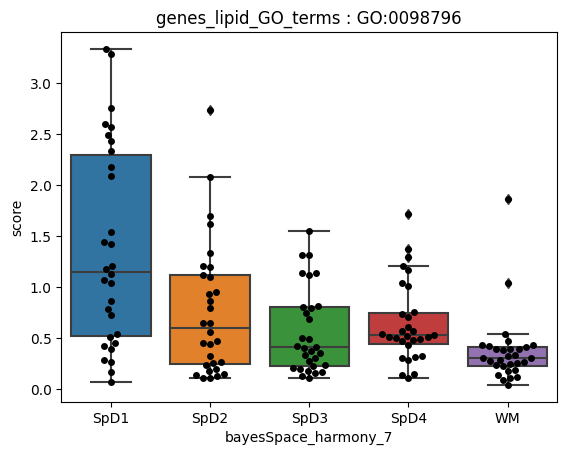 genes_lipid_GO_terms : GO:0098796
3.0
2.5
2.0
1.5
1.0
0.5
0.0
score
SpD1 SpD2 SpD3 SpD4 WM
bayesSpace_harmony_7